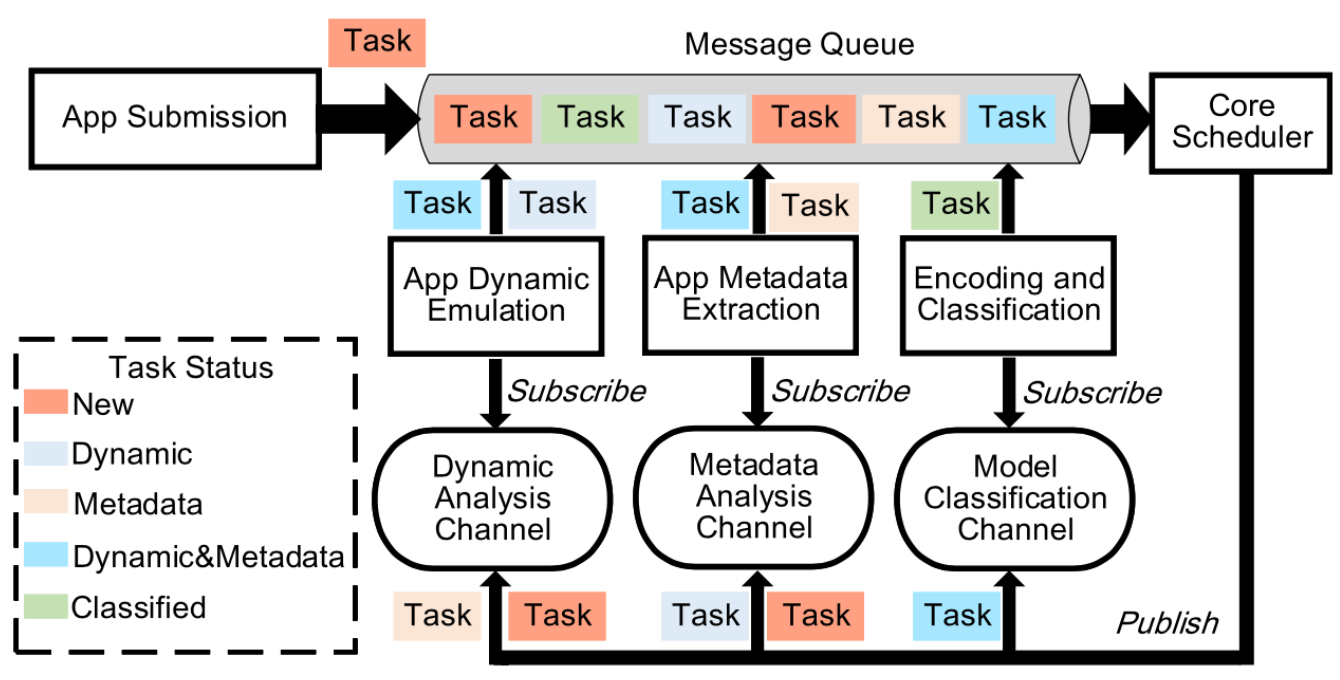 Task
Message Queue
App Submission
Task
Task
Task
Task
Task
Task
Core
Scheduler
Task
Task
Task
Task
Task
App Dynamic
Emulation
App Metadata
Extraction
Encoding and
Classification
Subscribe
Subscribe
Subscribe
Task Status
New
Dynamic
Metadata
Dynamic&Metadata
Classified
Dynamic
Analysis
Channel
Metadata
Analysis
Channel
Model
Classification
Channel
Task
Task
Task
Task
Task
Publish